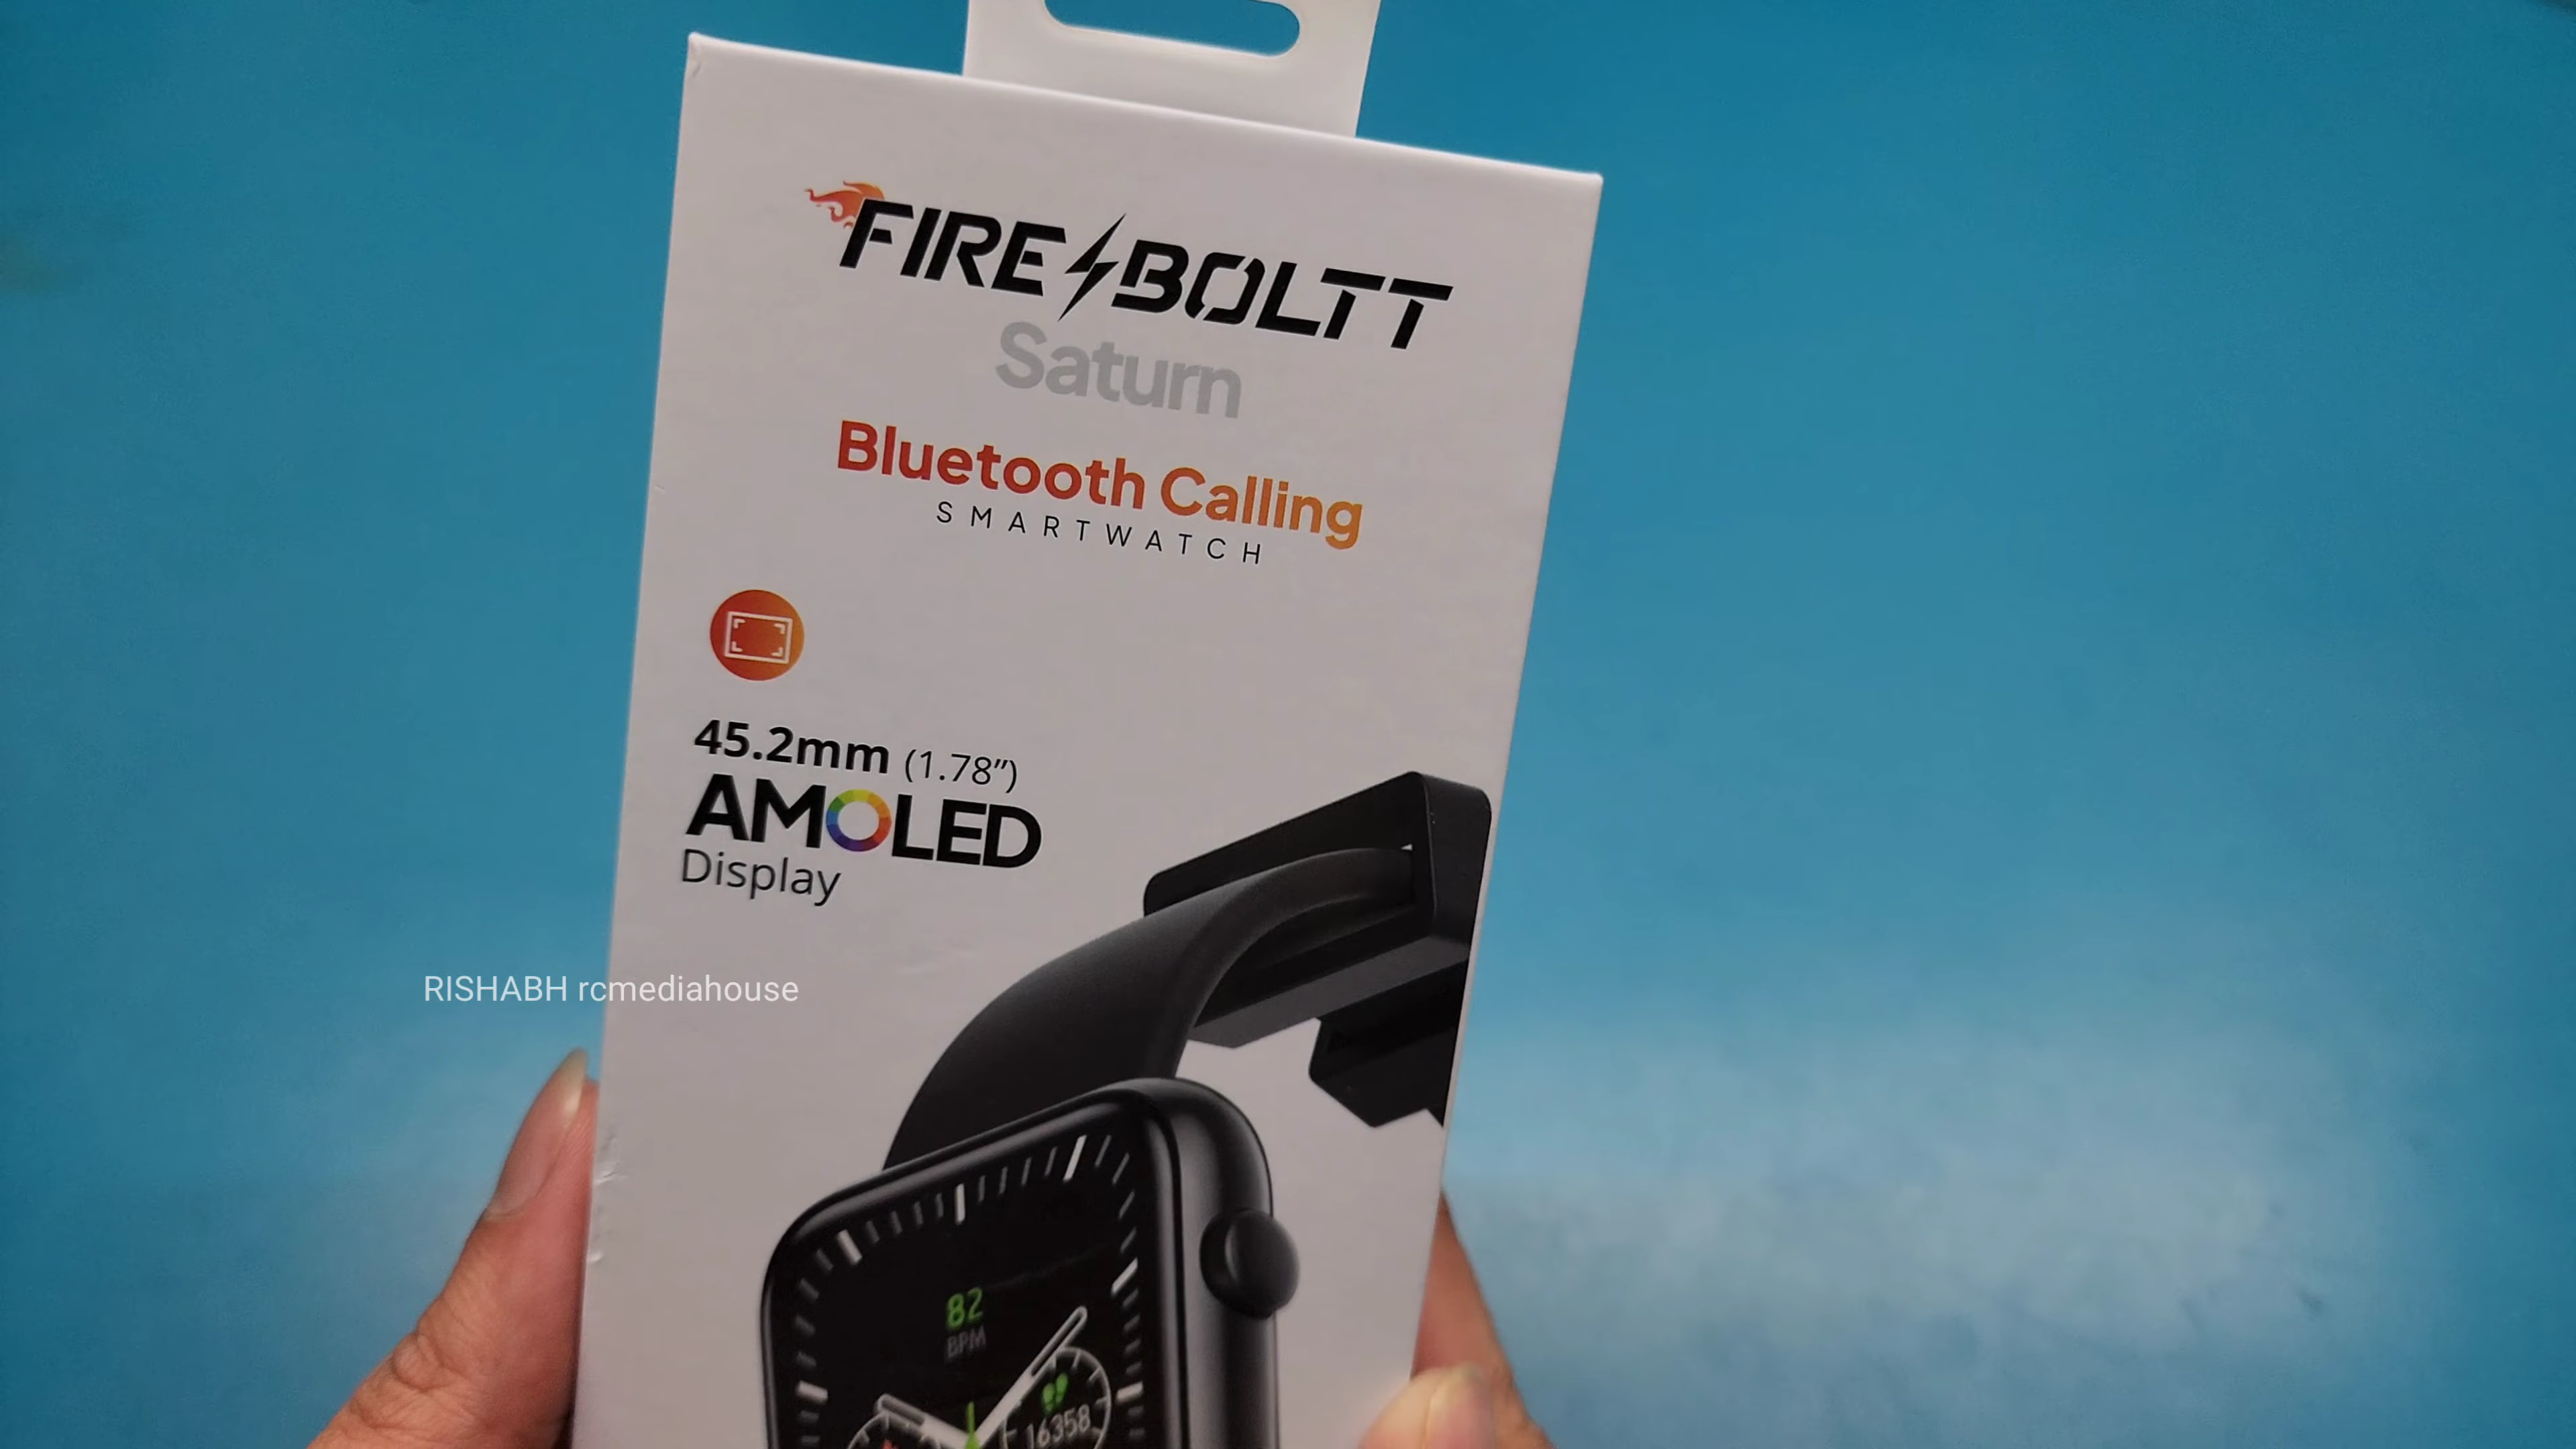 FIRE BOLTT
Saturn
Bluetooth Calling
SMARTWATCH
45.2mm (1.78”)
AMOLED
Display
RISHABH rcmediahouse
82
BPM
16358